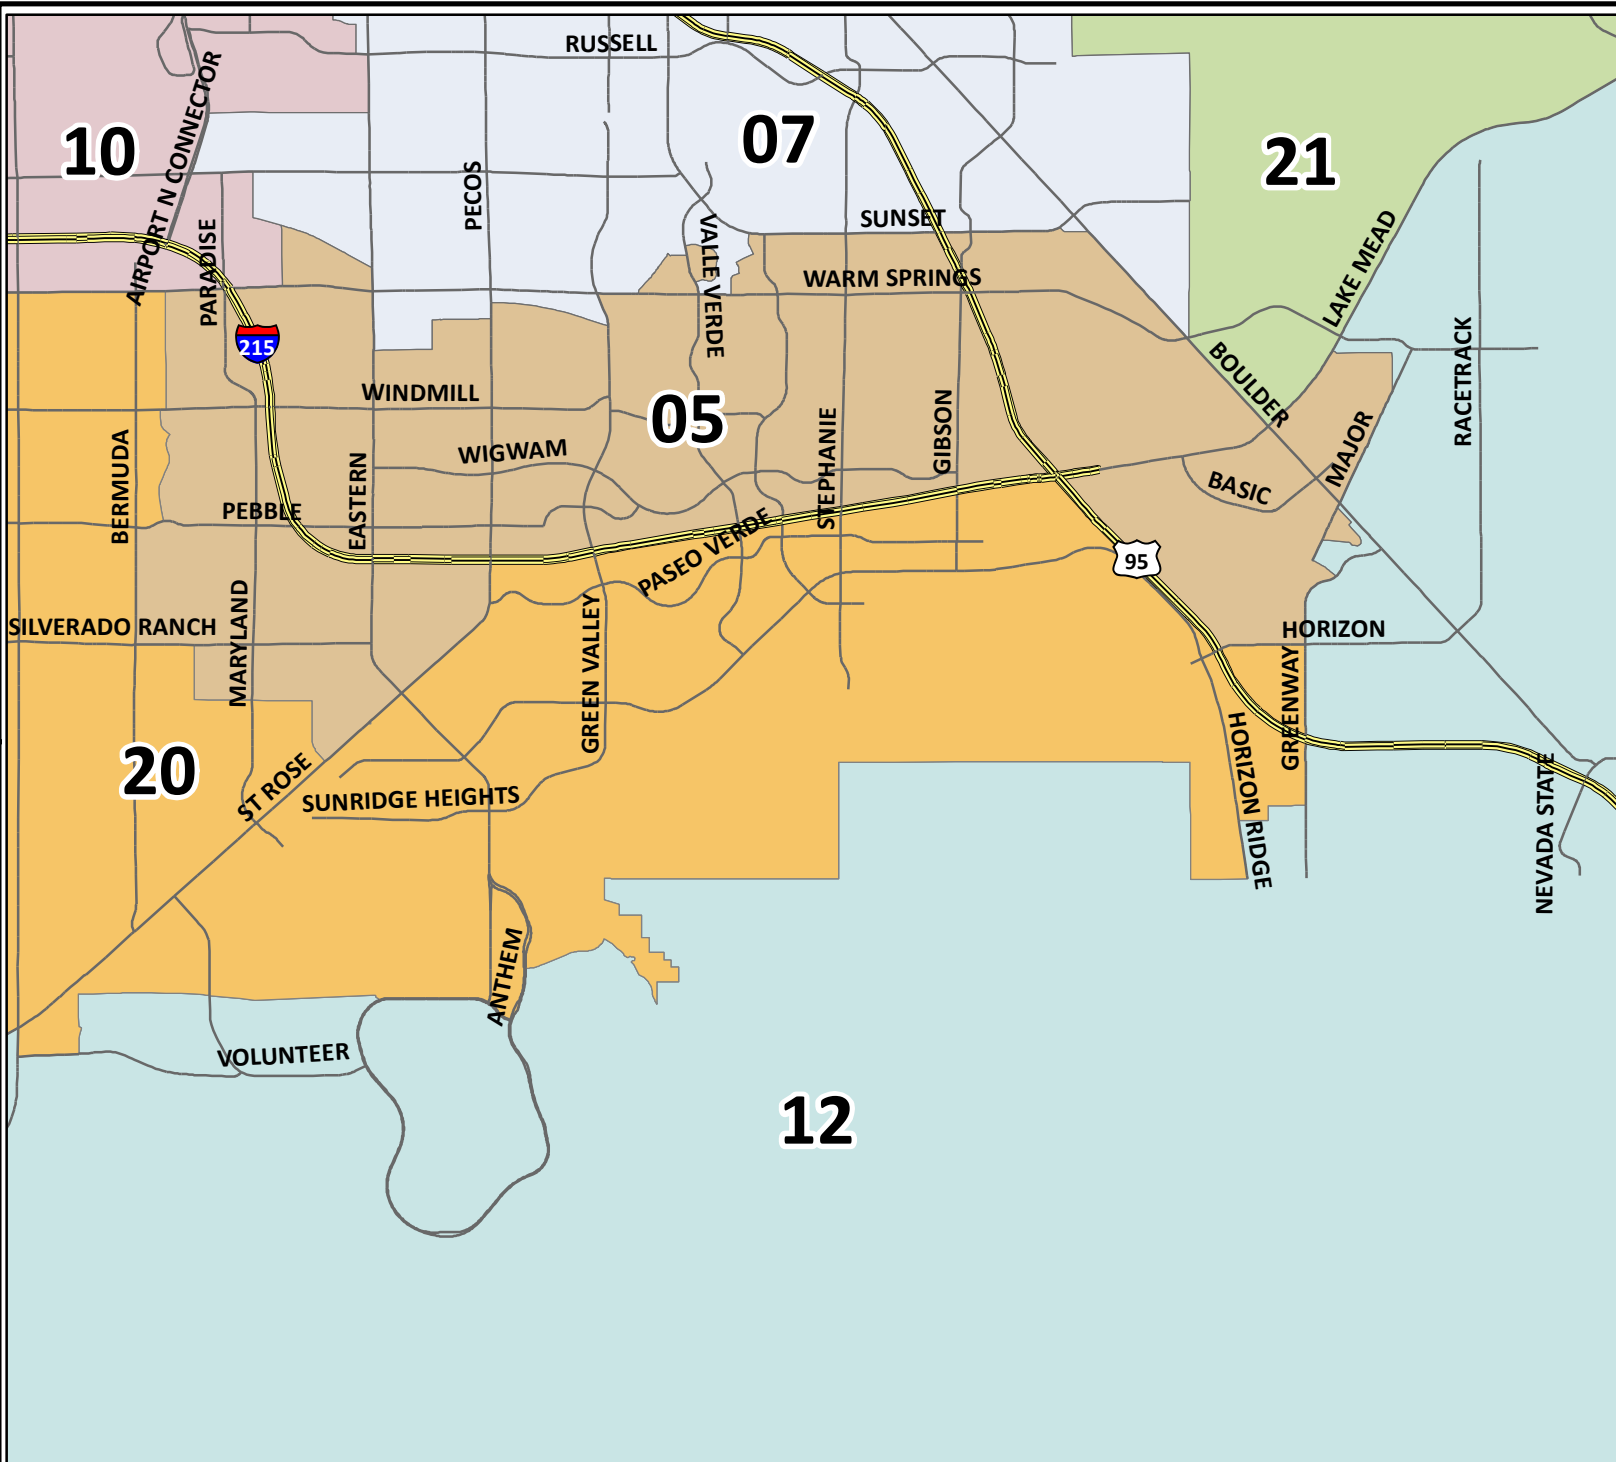 RUSSELL
10
AIRPORT N CONNECTOR
07
21
PECOS
SUNSET
PARADISE
VALLE VERDE
WARM SPRINGS
LAKE MEAD
215
RACETRACK
BOULDER
WINDMILL
05
STEPHANIE
GIBSON
MAJOR
BERMUDA
WIGWAM
EASTERN
BASIC
PEBBLE
PASEO VERDE
95
SILVERADO RANCH
MARYLAND
GREEN VALLEY
HORIZON
GREENWAY
20
ST ROSE
SUNRIDGE HEIGHTS
HORIZON RIDGE
NEVADA STATE
ANTHEM
VOLUNTEER
12